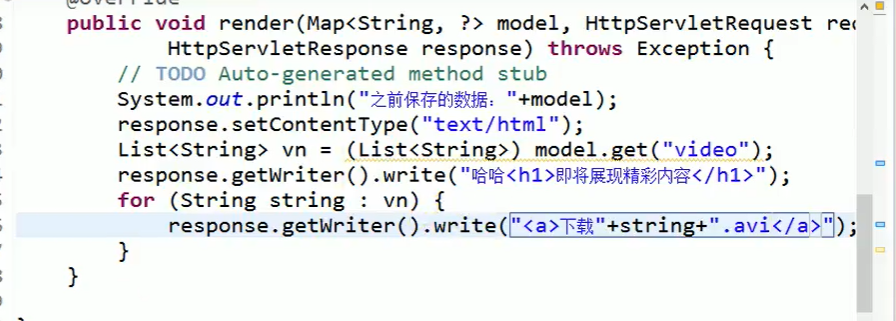 @Override
public void render(Map<String, ?> model, HttpServletRequest req
HttpServletResponse response) throws Exception {
// TODO Auto-generated method stub
System.out.println("之前保存的数据："+model);
response.setContentType("text/html");
List<String> vn = (List<String>) model.get("video");
response.getWriter().write("哈哈<h1>即将展现精彩内容</h1>");
for (String string : vn) {
response.getWriter().write("<a>下载"+string+".avi</a>");
}
}